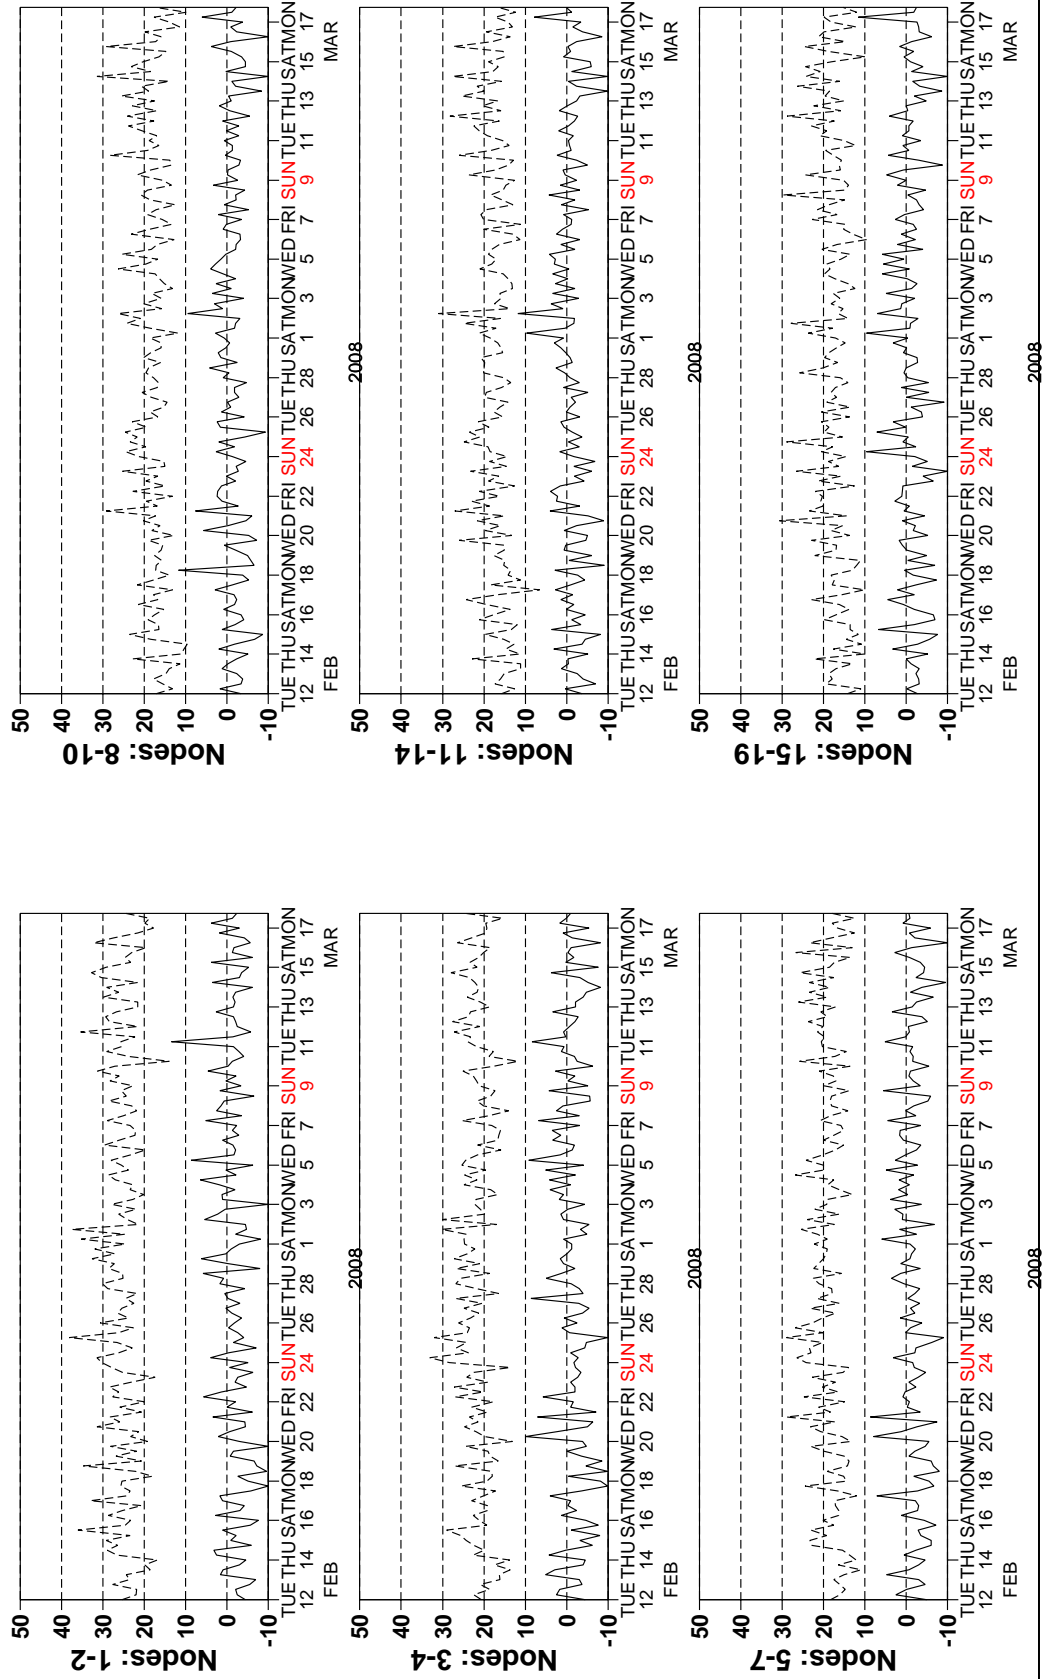 Nodes: 1-2
50
40
30
20
10
0
-10
TUE THU SAT MON WED FRI SUN TUE THU SAT MON WED FRI SUN TUE THU SAT MON
12 14 16 18 20 22 24 26 28 1 3 5 7 9 11 13 15 17
FEB MAR
2008
Nodes: 3-4
50
40
30
20
10
0
-10
TUE THU SAT MON WED FRI SUN TUE THU SAT MON WED FRI SUN TUE THU SAT MON
12 14 16 18 20 22 24 26 28 1 3 5 7 9 11 13 15 17
FEB MAR
2008
Nodes: 5-7
50
40
30
20
10
0
-10
TUE THU SAT MON WED FRI SUN TUE THU SAT MON WED FRI SUN TUE THU SAT MON
12 14 16 18 20 22 24 26 28 1 3 5 7 9 11 13 15 17
FEB MAR
2008
Nodes: 8-10
50
40
30
20
10
0
-10
TUE THU SAT MON WED FRI SUN TUE THU SAT MON WED FRI SUN TUE THU SAT MON
12 14 16 18 20 22 24 26 28 1 3 5 7 9 11 13 15 17
FEB MAR
2008
Nodes: 11-14
50
40
30
20
10
0
-10
TUE THU SAT MON WED FRI SUN TUE THU SAT MON WED FRI SUN TUE THU SAT MON
12 14 16 18 20 22 24 26 28 1 3 5 7 9 11 13 15 17
FEB MAR
2008
Nodes: 15-19
50
40
30
20
10
0
-10
TUE THU SAT MON WED FRI SUN TUE THU SAT MON WED FRI SUN TUE THU SAT MON
12 14 16 18 20 22 24 26 28 1 3 5 7 9 11 13 15 17
FEB MAR
2008